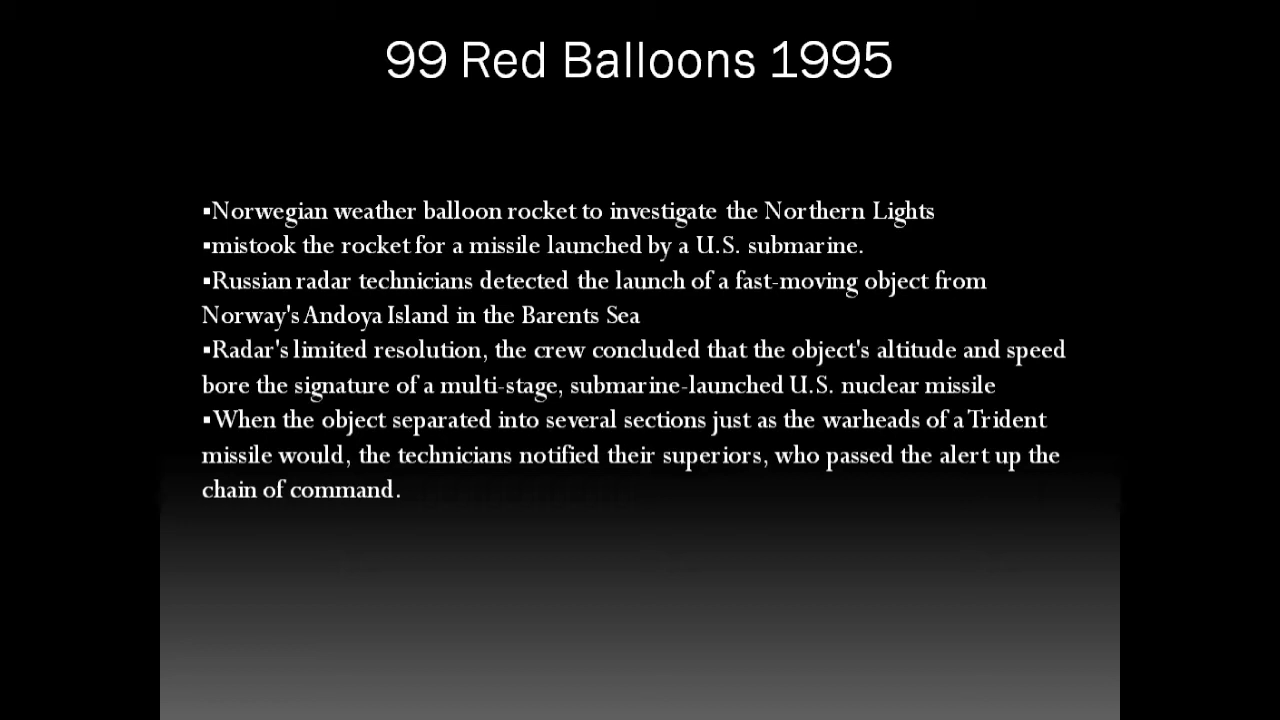 99 Red Balloons 1995
▪Norwegian weather balloon rocket to investigate the Northern Lights
▪mistook the rocket for a missile launched by a U.S. submarine.
▪Russian radar technicians detected the launch of a fast-moving object from
Norway's Andoya Island in the Barents Sea
▪Radar's limited resolution, the crew concluded that the object's altitude and speed
bore the signature of a multi-stage, submarine-launched U.S. nuclear missile
▪When the object separated into several sections just as the warheads of a Trident
missile would, the technicians notified their superiors, who passed the alert up the
chain of command.